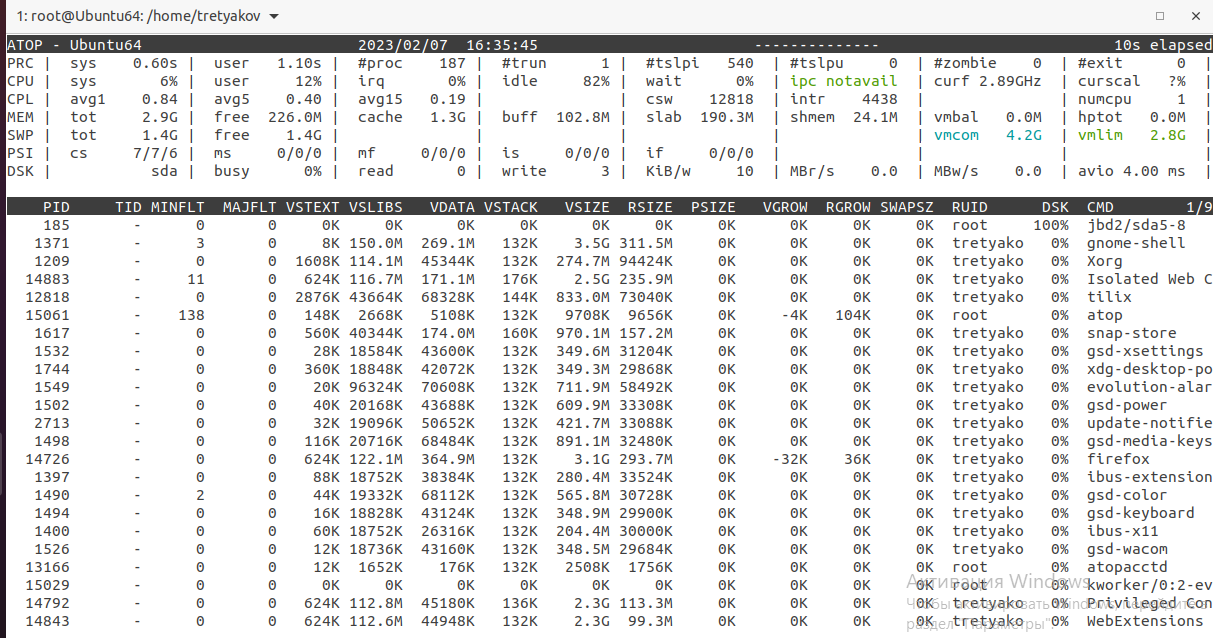 1: root@Ubuntu64: /home/tretyakov
ATOP - Ubuntu64 2023/02/07 16:35:45 -------------- 10s elapsed
PRC | sys 0.60s | user 1.10s | #proc 187 | #trun 1 | #tslpi 540 | #tslpu 0 | #zombie 0 | #exit 0 |
CPU | sys 6% | user 12% | irq 0% | idle 82% | wait 0% | ipc notavail | curf 2.89GHz | curscal ?% |
CPL | avg1 0.84 | avg5 0.40 | avg15 0.19 | | csw 12818 | intr 4438 | | numcpu 1 |
MEM | tot 2.9G | free 226.0M | cache 1.3G | buff 102.8M | slab 190.3M | shmem 24.1M | vmbal 0.0M | hptot 0.0M |
SWP | tot 1.4G | free 1.4G | | | | | vmcom 4.2G | vmlim 2.8G |
PSI | cs 7/7/6 | ms 0/0/0 | mf 0/0/0 | is 0/0/0 | if 0/0/0 | | | |
DSK | sda | busy 0% | read 0 | write 3 | KiB/w 10 | MBr/s 0.0 | MBw/s 0.0 | avio 4.00 ms |
PID TID MINFLT MAJFLT VSTEXT VSLIBS VDATA VSTACK VSIZE RSIZE PSIZE VGROW RGROW SWAPSZ RUID DSK CMD 1/9
185 - 0 0 0K 0K 0K 0K 0K 0K 0K 0K 0K 0K root 100% jbd2/sda5-8
1371 - 3 0 8K 150.0M 269.1M 132K 3.5G 311.5M 0K 0K 0K 0K tretyako 0% gnome-shell
1209 - 0 0 1608K 114.1M 45344K 132K 274.7M 94424K 0K 0K 0K 0K tretyako 0% Xorg
14883 - 11 0 624K 116.7M 171.1M 176K 2.5G 235.9M 0K 0K 0K 0K tretyako 0% Isolated Web C
12818 - 0 0 2876K 43664K 68328K 144K 833.0M 73040K 0K 0K 0K 0K tretyako 0% tilix
15061 - 138 0 148K 2668K 5108K 132K 9708K 9656K 0K -4K 104K 0K root 0% atop
1617 - 0 0 560K 40344K 174.0M 160K 970.1M 157.2M 0K 0K 0K 0K tretyako 0% snap-store
1532 - 0 0 28K 18584K 43600K 132K 349.6M 31204K 0K 0K 0K 0K tretyako 0% gsd-xsettings
1744 - 0 0 360K 18848K 42072K 132K 349.3M 29868K 0K 0K 0K 0K tretyako 0% xdg-desktop-po
1549 - 0 0 20K 96324K 70608K 132K 711.9M 58492K 0K 0K 0K 0K tretyako 0% evolution-alar
1502 - 0 0 40K 20168K 43688K 132K 609.9M 33308K 0K 0K 0K 0K tretyako 0% gsd-power
2713 - 0 0 32K 19096K 50652K 132K 421.7M 33088K 0K 0K 0K 0K tretyako 0% update-notifie
1498 - 0 0 116K 20716K 68484K 132K 891.1M 32480K 0K 0K 0K 0K tretyako 0% gsd-media-keys
14726 - 0 0 624K 122.1M 364.9M 132K 3.1G 293.7M 0K -32K 36K 0K tretyako 0% firefox
1397 - 0 0 88K 18752K 38384K 132K 280.4M 33524K 0K 0K 0K 0K tretyako 0% ibus-extension
1490 - 2 0 44K 19332K 68112K 132K 565.8M 30728K 0K 0K 0K 0K tretyako 0% gsd-color
1494 - 0 0 16K 18828K 43124K 132K 348.9M 29900K 0K 0K 0K 0K tretyako 0% gsd-keyboard
1400 - 0 0 60K 18752K 26316K 132K 204.4M 30000K 0K 0K 0K 0K tretyako 0% ibus-x11
1526 - 0 0 12K 18736K 43160K 132K 348.5M 29684K 0K 0K 0K 0K tretyako 0% gsd-wacom
13166 - 0 0 12K 1652K 176K 132K 2508K 1756K 0K 0K 0K 0K root 0% atopacctd
15029 - 0 0 0K 0K 0K 0K 0K 0K 0K 0K 0K 0K root 0% kworker/0:2-ev
14792 - 0 0 624K 112.8M 45180K 136K 2.3G 113.3M 0K 0K 0K 0K tretyako 0% Privileged Con
14843 - 0 0 624K 112.6M 44948K 132K 2.3G 99.3M 0K 0K 0K 0K tretyako 0% WebExtensions
Активация Windows
Чтобы активировать Windows, перейдите в
раздел "Параметры".